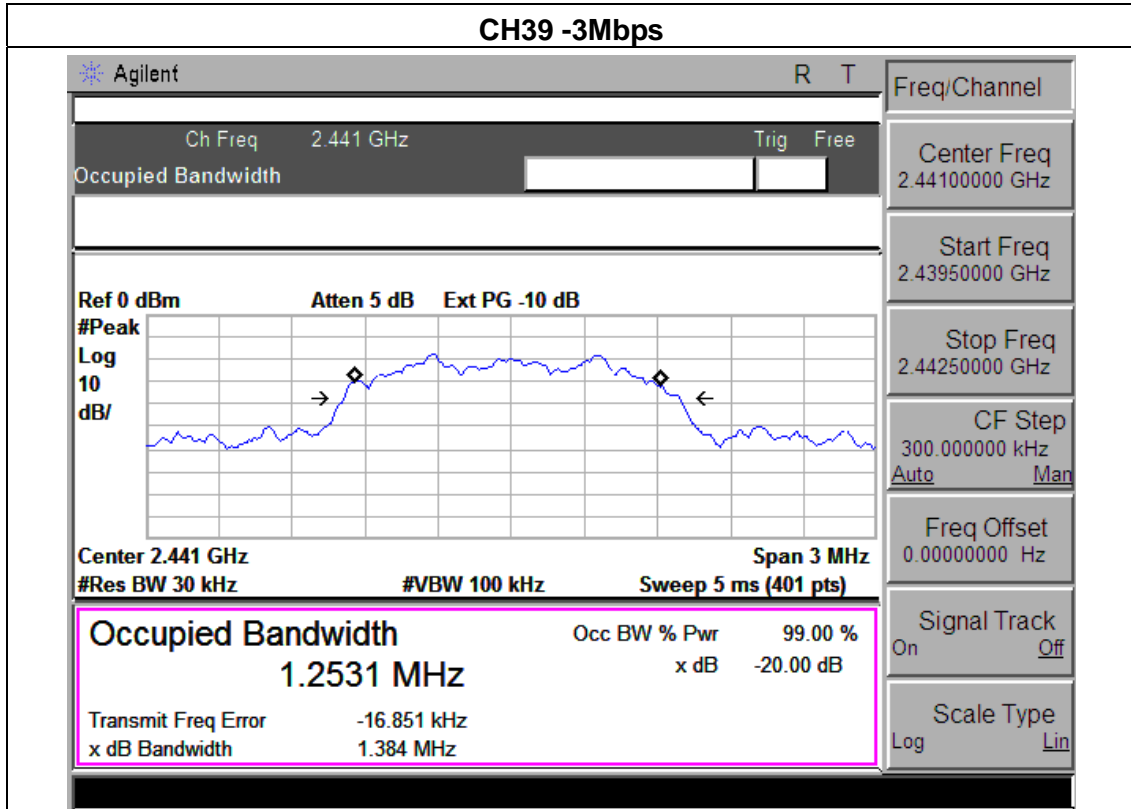 CH39 -3Mbps
Agilent R T
Ch Freq 2.441 GHz Trig Free
Occupied Bandwidth
Ref 0 dBm Atten 5 dB Ext PG -10 dB
#Peak
Log
10
dB/
Center 2.441 GHz Span 3 MHz
#Res BW 30 kHz #VBW 100 kHz Sweep 5 ms (401 pts)
Occupied Bandwidth Occ BW % Pwr 99.00 %
1.2531 MHz x dB -20.00 dB
Transmit Freq Error -16.851 kHz
x dB Bandwidth 1.384 MHz
Freq/Channel
Center Freq
2.44100000 GHz
Start Freq
2.43950000 GHz
Stop Freq
2.44250000 GHz
CF Step
300.000000 kHz
Auto Man
Freq Offset
0.00000000 Hz
Signal Track
On Off
Scale Type
Log Lin